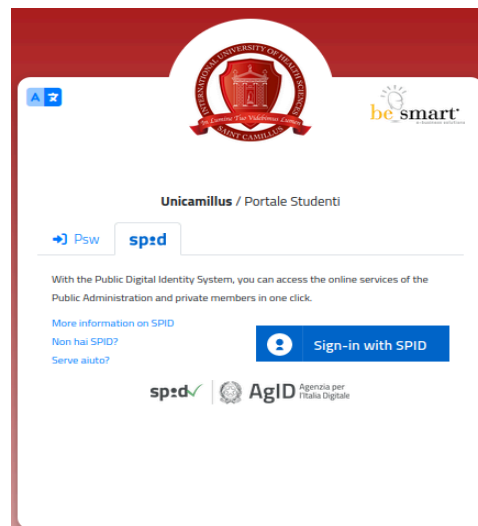 INTERNATIONAL UNIVERSITY OF HEALTH SCIENCES
In Lumine Tuo Videbimus Lumen
SAINT CAMILLUS
A
be smart
e-business solutions
Unicamillus / Portale Studenti
Psw
spid
With the Public Digital Identity System, you can access the online services of the
Public Administration and private members in one click.
More information on SPID
Non hai SPID?
Serve aiuto?
Sign-in with SPID
spid
AgID Agenzia per
l'Italia Digitale